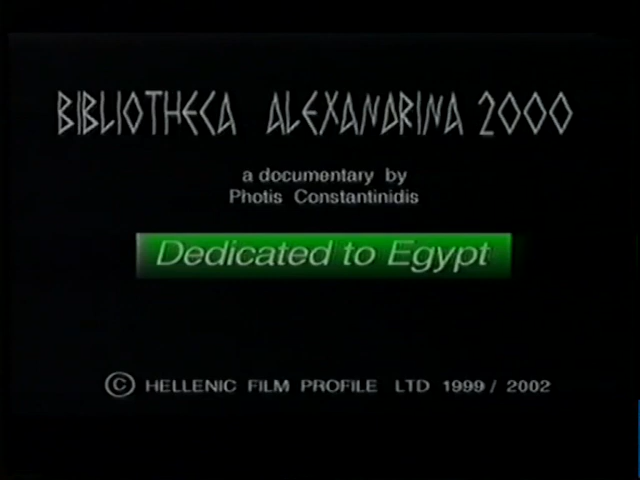 BIBLIOTHECA ALEXANDRINA 2000
a documentary by
Photis Constantinidis
Dedicated to Egypt
© HELLENIC FILM PROFILE LTD 1999 / 2002